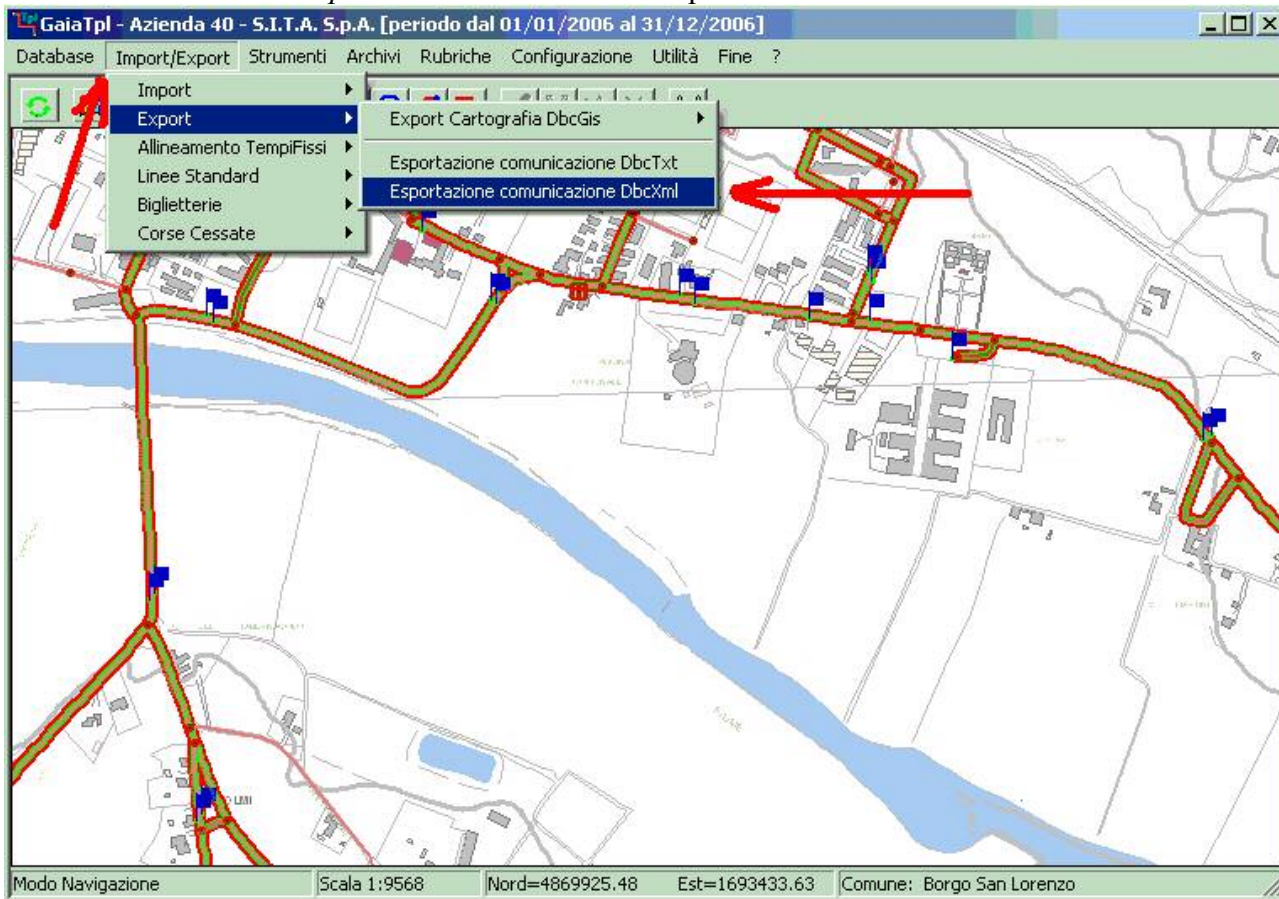 GaiaTpl - Azienda 40 - S.I.T.A. S.p.A. [periodo dal 01/01/2006 al 31/12/2006]
Database Import/Export Strumenti Archivi Rubriche Configurazione Utilità Fine ?
Import
Export
Allineamento TempiFissi
Linee Standard
Biglietterie
Corse Cessate
Export Cartografia DbcGis
Esportazione comunicazione DbcTxt
Esportazione comunicazione DbcXml
Modo Navigazione Scala 1:9568 Nord=4869925.48 Est=1693433.63 Comune: Borgo San Lorenzo